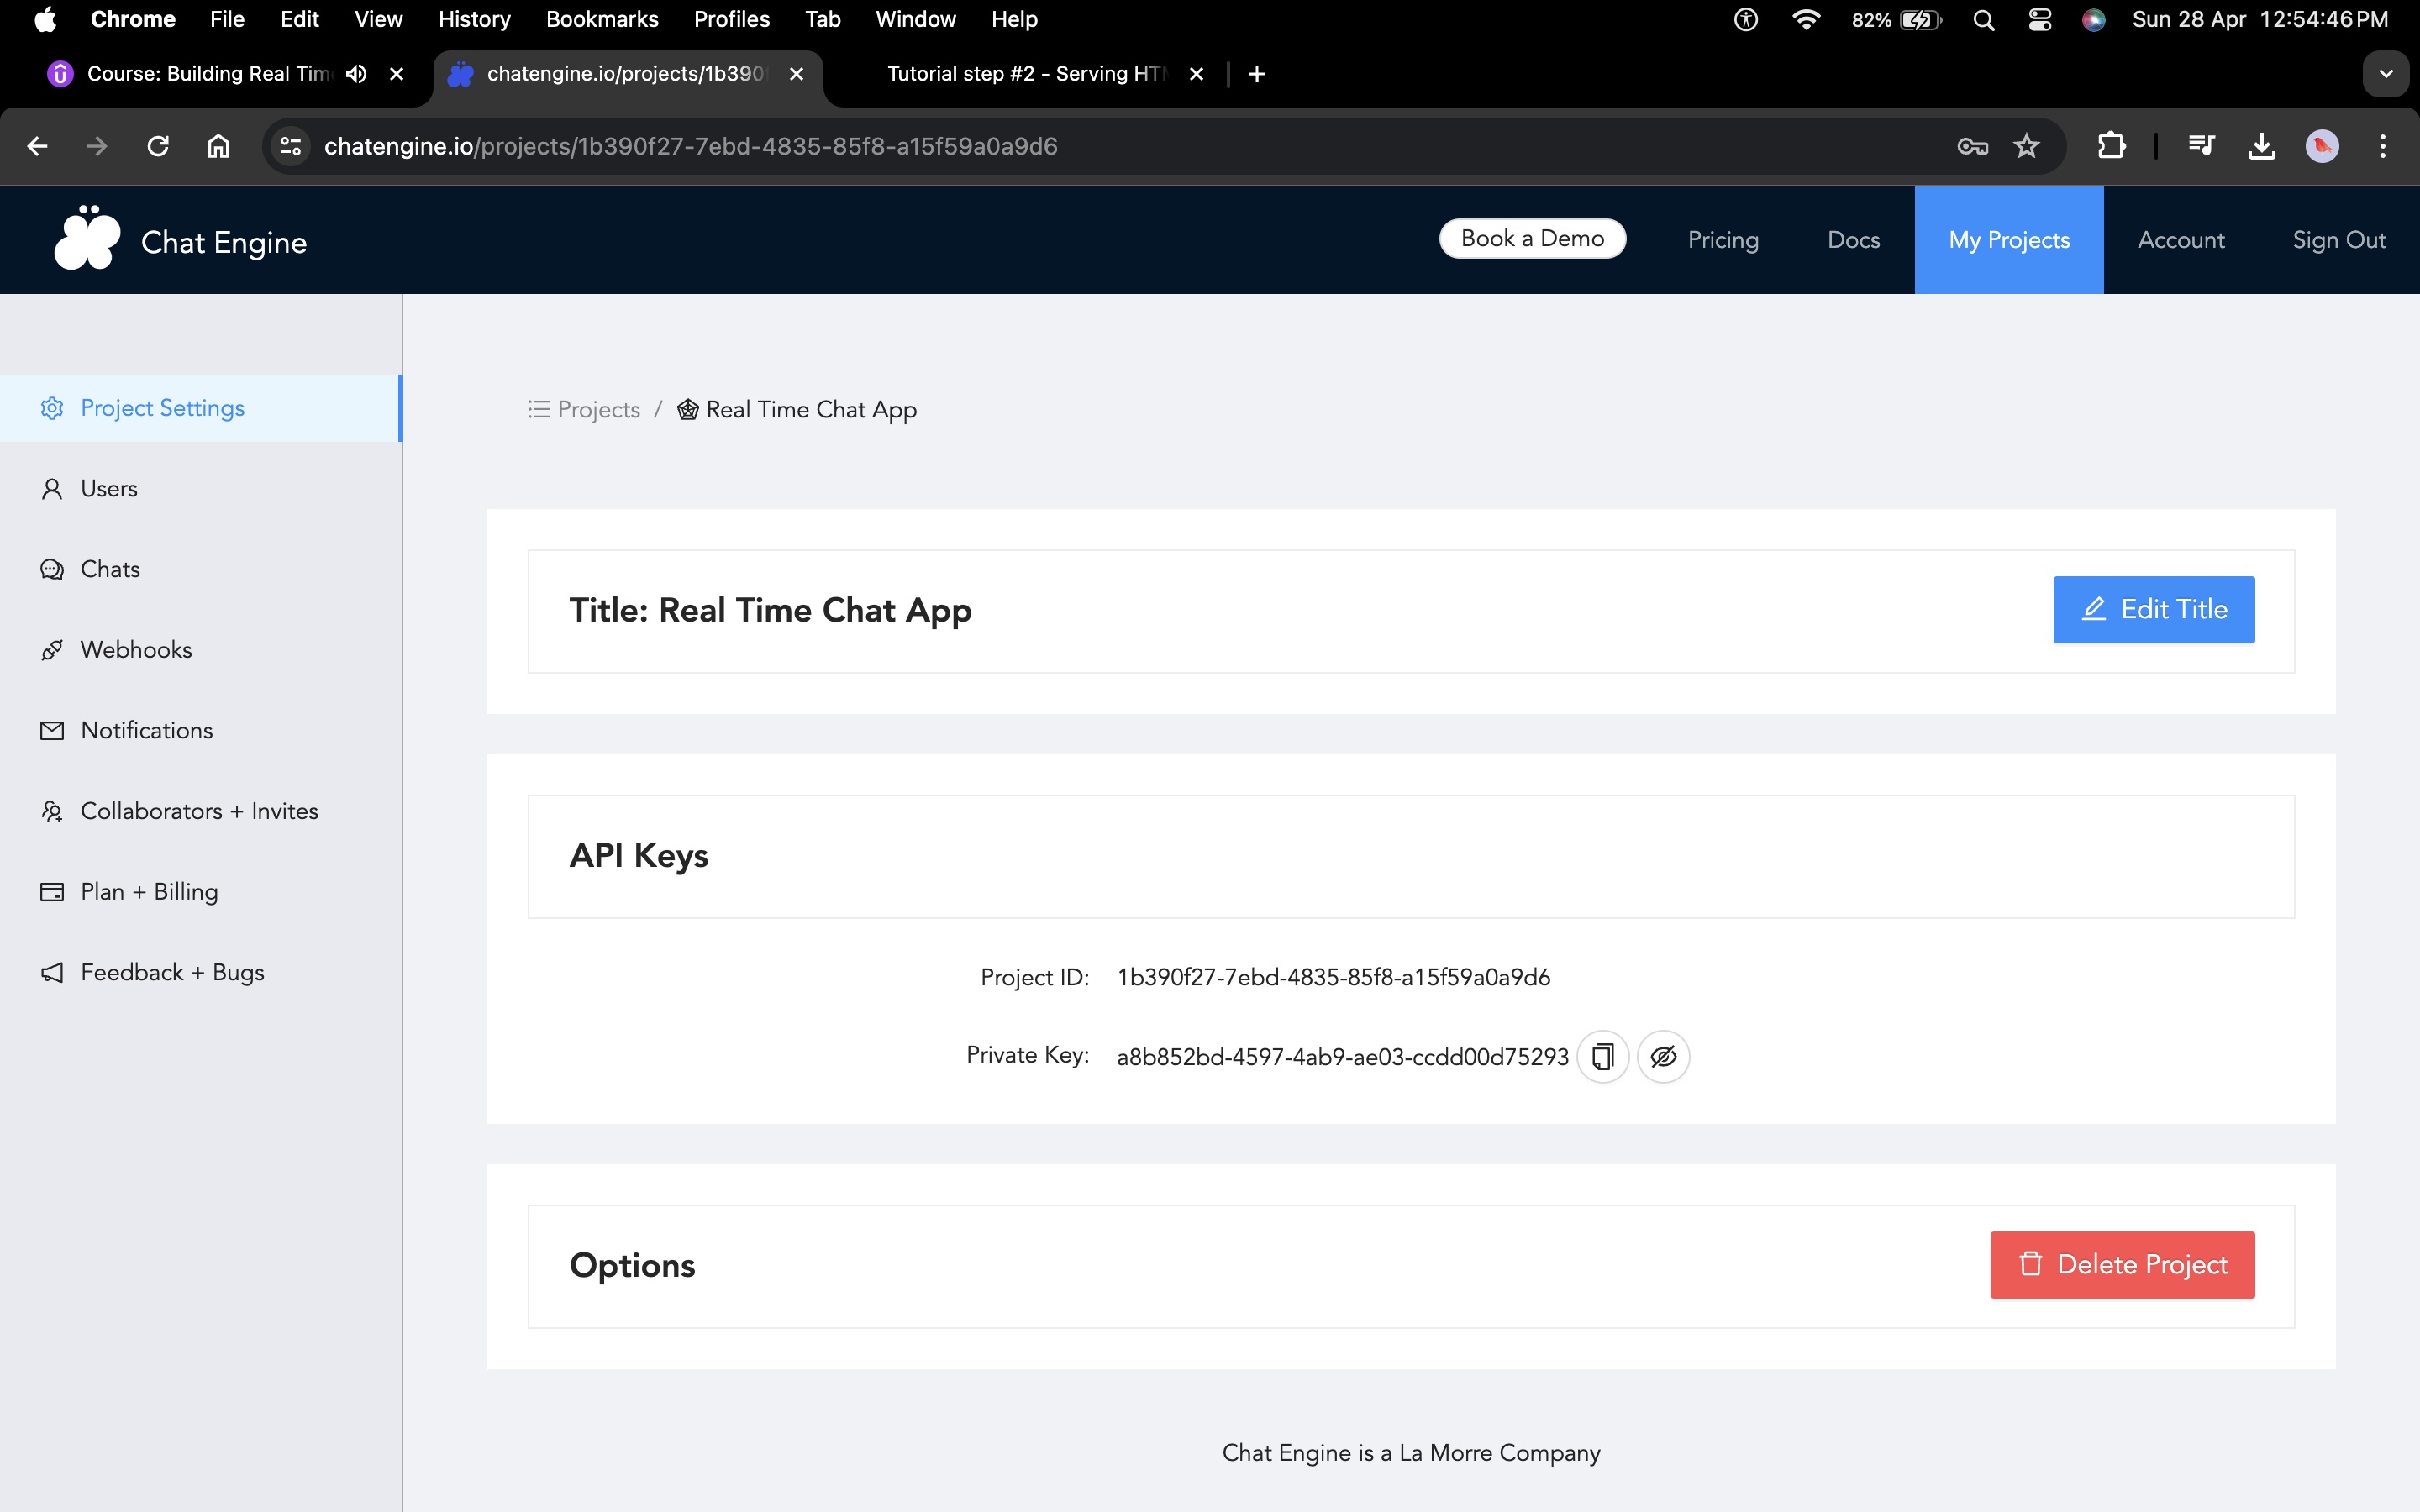 Chrome File Edit View History Bookmarks Profiles Tab Window Help 82% Sun 28 Apr 12:54:46 PM
Course: Building Real Tim chatengine.io/projects/1b390f Tutorial step #2 - Serving HT
chatengine.io/projects/1b390f27-7ebd-4835-85f8-a15f59a0a9d6
Chat Engine Book a Demo Pricing Docs My Projects Account Sign Out
Project Settings
Users
Chats
Webhooks
Notifications
Collaborators + Invites
Plan + Billing
Feedback + Bugs
Projects / Real Time Chat App
Title: Real Time Chat App Edit Title
API Keys
Project ID: 1b390f27-7ebd-4835-85f8-a15f59a0a9d6
Private Key: a8b852bd-4597-4ab9-ae03-ccdd00d75293
Options Delete Project
Chat Engine is a La Morre Company